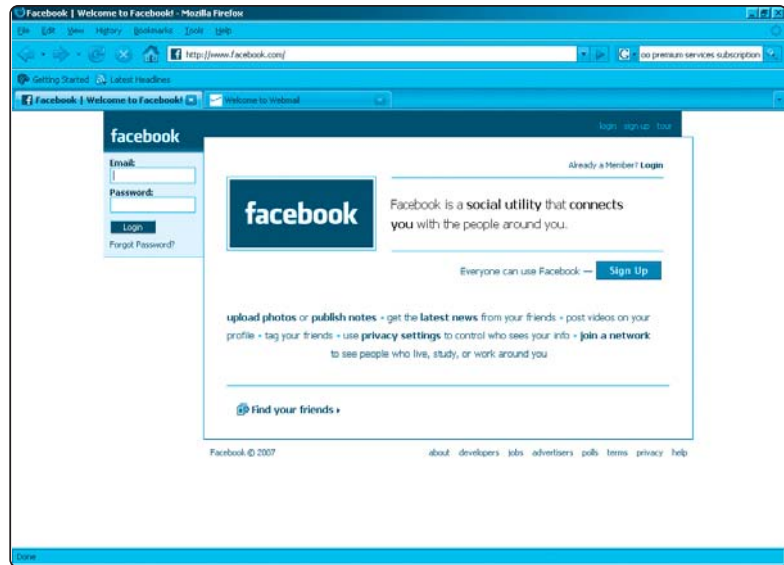 Facebook | Welcome to Facebook! - Mozilla Firefox
File Edit View History Bookmarks Tools Help
http://www.facebook.com/ oo premium services subscription
Getting Started Latest Headlines
Facebook | Welcome to Facebook! Welcome to Webmail
facebook
login sign up tour
Email:
Password:
Login
Forgot Password?
Already a Member? Login
facebook
Facebook is a social utility that connects
you with the people around you.
Everyone can use Facebook — Sign Up
upload photos or publish notes • get the latest news from your friends • post videos on your
profile • tag your friends • use privacy settings to control who sees your info • join a network
to see people who live, study, or work around you
Find your friends
Facebook © 2007
about developers jobs advertisers polls terms privacy help
Done